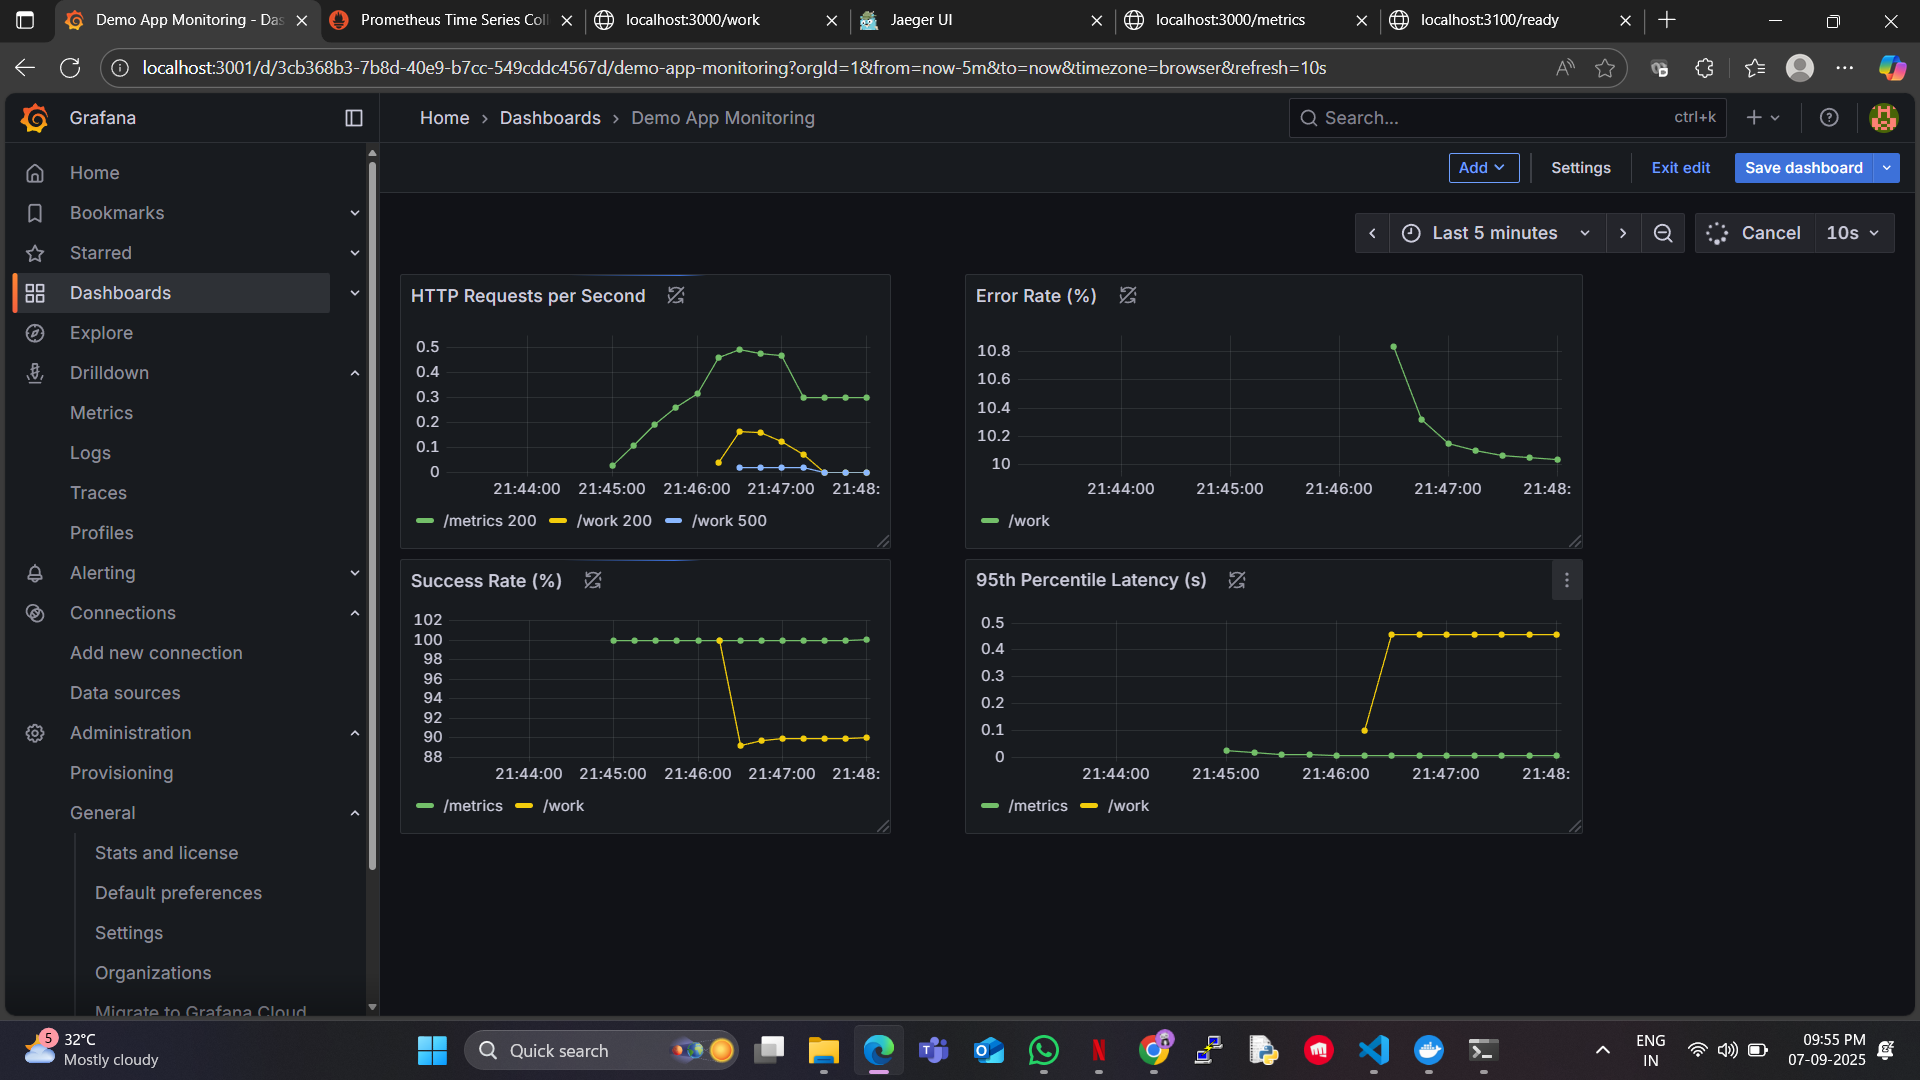 Demo App Monitoring - Das
Prometheus Time Series Coll
localhost:3000/work
Jaeger UI
localhost:3000/metrics
localhost:3100/ready
localhost:3001/d/3cb368b3-7b8d-40e9-b7cc-549cddc4567d/demo-app-monitoring?orgId=1&from=now-5m&to=now&timezone=browser&refresh=10s
Grafana
Home › Dashboards › Demo App Monitoring
Search...
ctrl+k
Add
Settings
Exit edit
Save dashboard
Last 5 minutes
Cancel
10s
Home
Bookmarks
Starred
Dashboards
Explore
Drilldown
Metrics
Logs
Traces
Profiles
Alerting
Connections
Add new connection
Data sources
Administration
Provisioning
General
Stats and license
Default preferences
Settings
Organizations
Migrate to Grafana Cloud
HTTP Requests per Second
0.5
0.4
0.3
0.2
0.1
0
21:44:00 21:45:00 21:46:00 21:47:00 21:48:
/metrics 200 /work 200 /work 500
Error Rate (%)
10.8
10.6
10.4
10.2
10
21:44:00 21:45:00 21:46:00 21:47:00 21:48:
/work
Success Rate (%)
102
100
98
96
94
92
90
88
21:44:00 21:45:00 21:46:00 21:47:00 21:48:
/metrics /work
95th Percentile Latency (s)
0.5
0.4
0.3
0.2
0.1
0
21:44:00 21:45:00 21:46:00 21:47:00 21:48:
/metrics /work
5
32°C
Mostly cloudy
Quick search
ENG
IN
09:55 PM
07-09-2025